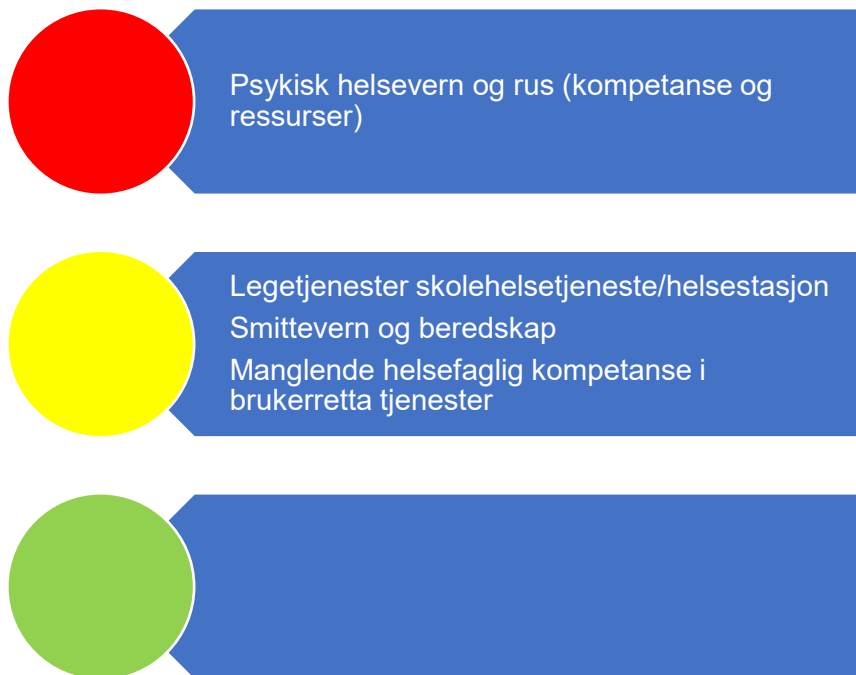 Psykisk helsevern og rus (kompetanse og
ressurser)
Legetjenester skolehelsetjeneste/helsestasjon
Smittevern og beredskap
Manglende helsefaglig kompetanse i
brukerretta tjenester